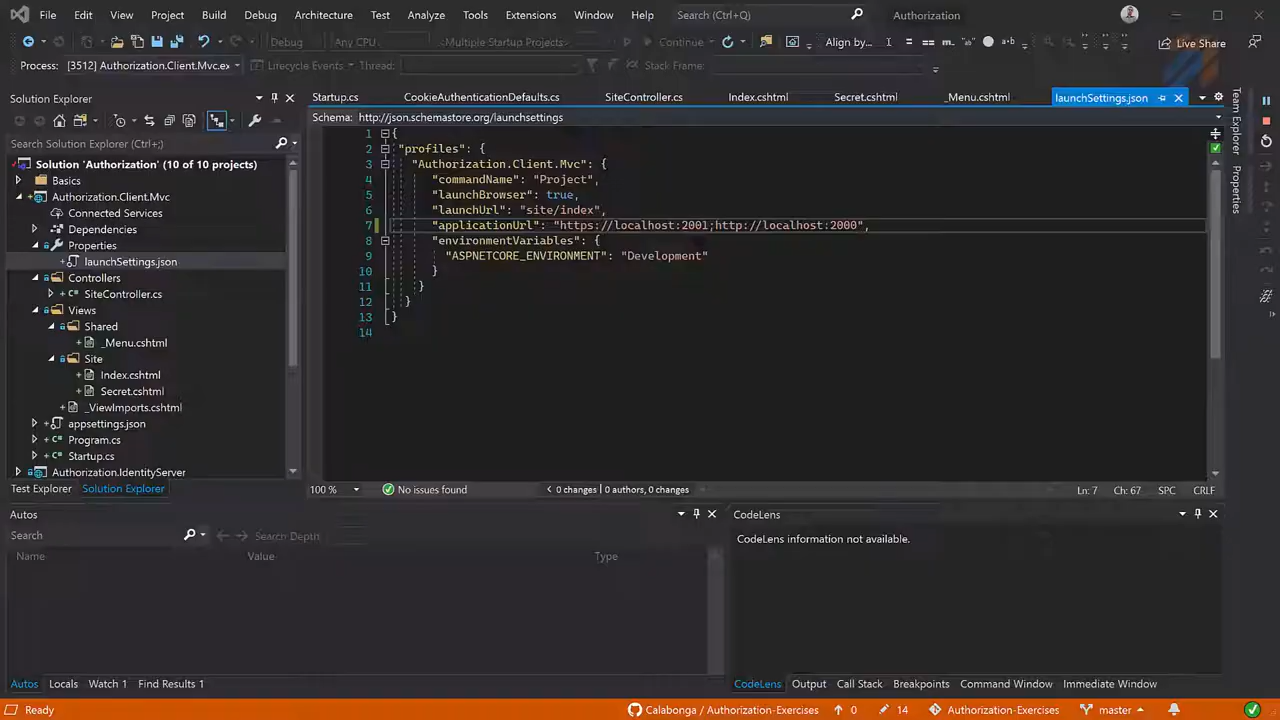 File Edit View Project Build Debug Architecture Test Analyze Tools Extensions Window Help Search (Ctrl+Q) Authorization
Debug Any CPU Multiple Startup Projects Continue Align by... Live Share
Process: [3512] Authorization.Client.Mvc.ex Lifecycle Events Thread: Stack Frame:
Solution Explorer
Startup.cs CookieAuthenticationDefaults.cs SiteController.cs Index.cshtml Secret.cshtml _Menu.cshtml launchSettings.json
Schema: http://json.schemastore.org/launchsettings
Search Solution Explorer (Ctrl+;)
Solution 'Authorization' (10 of 10 projects)
Basics
Authorization.Client.Mvc
Connected Services
Dependencies
Properties
launchSettings.json
Controllers
SiteController.cs
Views
Shared
_Menu.cshtml
Site
Index.cshtml
Secret.cshtml
_ViewImports.cshtml
appsettings.json
Program.cs
Startup.cs
Authorization.IdentityServer
Test Explorer Solution Explorer
1 {
2 "profiles": {
3 "Authorization.Client.Mvc": {
4 "commandName": "Project",
5 "launchBrowser": true,
6 "launchUrl": "site/index",
7 "applicationUrl": "https://localhost:2001;http://localhost:2000",
8 "environmentVariables": {
9 "ASPNETCORE_ENVIRONMENT": "Development"
10 }
11 }
12 }
13 }
14
100 % No issues found < 0 changes | 0 authors, 0 changes Ln: 7 Ch: 67 SPC CRLF
Team Explorer
Properties
Autos
Search Search Depth
Name Value Type
CodeLens
CodeLens information not available.
Autos Locals Watch 1 Find Results 1
CodeLens Output Call Stack Breakpoints Command Window Immediate Window
Ready Calabonga / Authorization-Exercises 0 14 Authorization-Exercises master